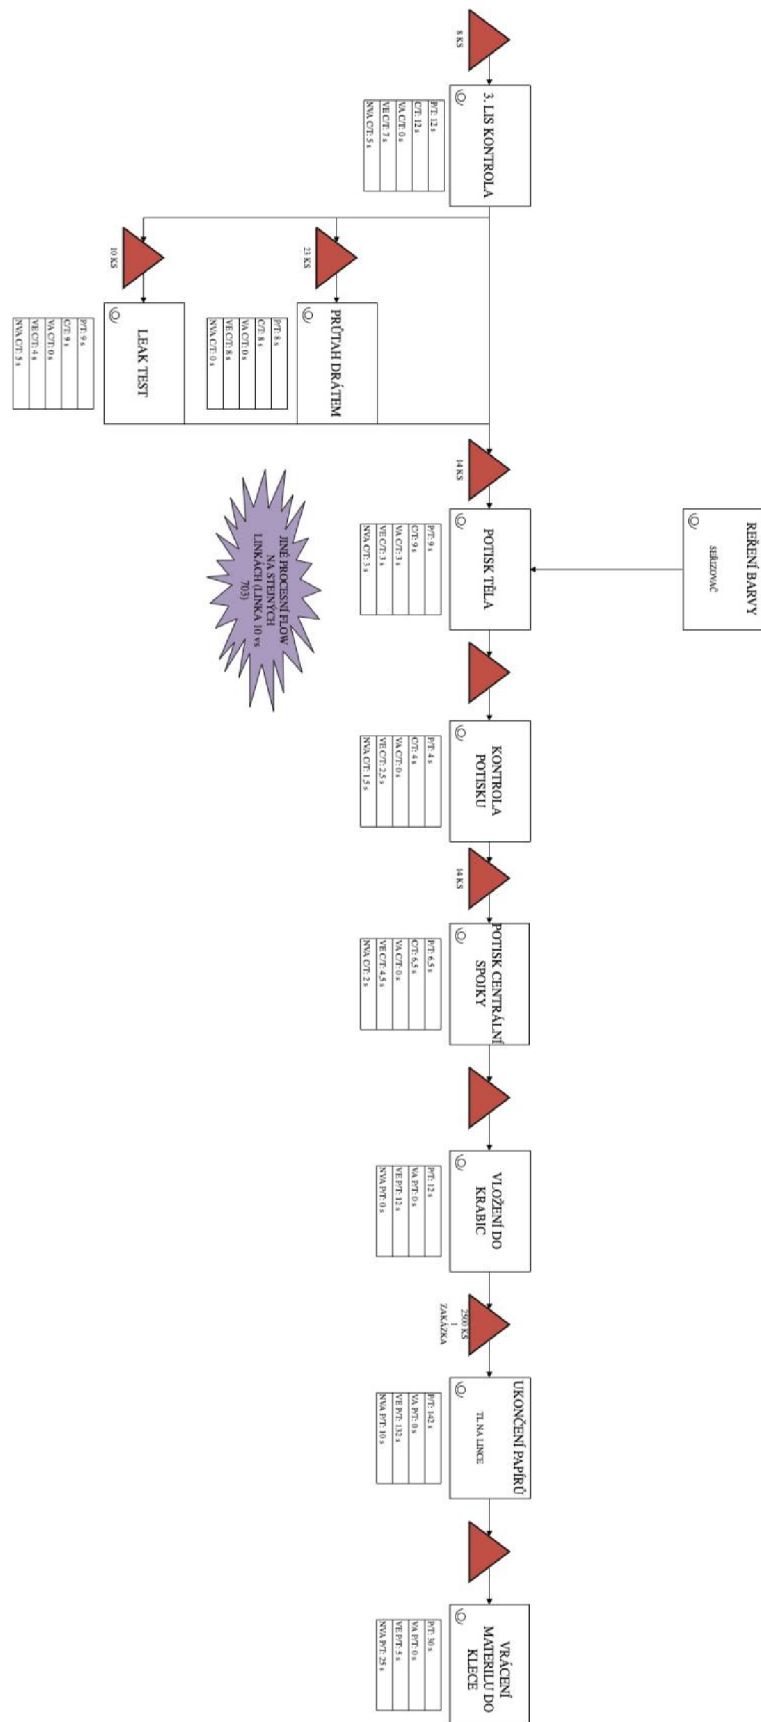 8 KS
3. LIS KONTROLA
P/T: 12 s
C/T: 12 s
VA C/T: 0 s
VE C/T: 7 s
NVA C/T: 5 s
23 KS
PRŮTAH DRÁTEM
P/T: 8 s
C/T: 8 s
VA C/T: 0 s
VE C/T: 8 s
NVA C/T: 0 s
10 KS
LEAK TEST
P/T: 9 s
C/T: 9 s
VA C/T: 0 s
VE C/T: 4 s
NVA C/T: 5 s
14 KS
ŘEŘENÍ BARVY
SEŘIZOVAČ
POTISK TĚLA
P/T: 9 s
C/T: 9 s
VA C/T: 3 s
VE C/T: 3 s
NVA C/T: 3 s
JINÉ PROCESNÍ FLOW
NA STEJNÝCH
LINKÁCH (LINKA 10 vs
703)
KONTROLA
POTISKU
P/T: 4 s
C/T: 4 s
VA C/T: 0 s
VE C/T: 2,5 s
NVA C/T: 1,5 s
14 KS
POTISK CENTRÁLNÍ
SPOJKY
P/T: 6,5 s
C/T: 6,5 s
VA C/T: 0 s
VE C/T: 4,5 s
NVA C/T: 2 s
VLOŽENÍ DO
KRABIC
P/T: 12 s
VA P/T: 0 s
VE P/T: 12 s
NVA P/T: 0 s
2500 KS
!
ZAKÁZKA
UKONČENÍ PAPÍRŮ
TL NA LINCE
P/T: 142 s
VA P/T: 0 s
VE P/T: 132 s
NVA P/T: 10 s
VRÁCENÍ
MATERILU DO
KLECE
P/T: 30 s
VA P/T: 0 s
VE P/T: 5 s
NVA P/T: 25 s